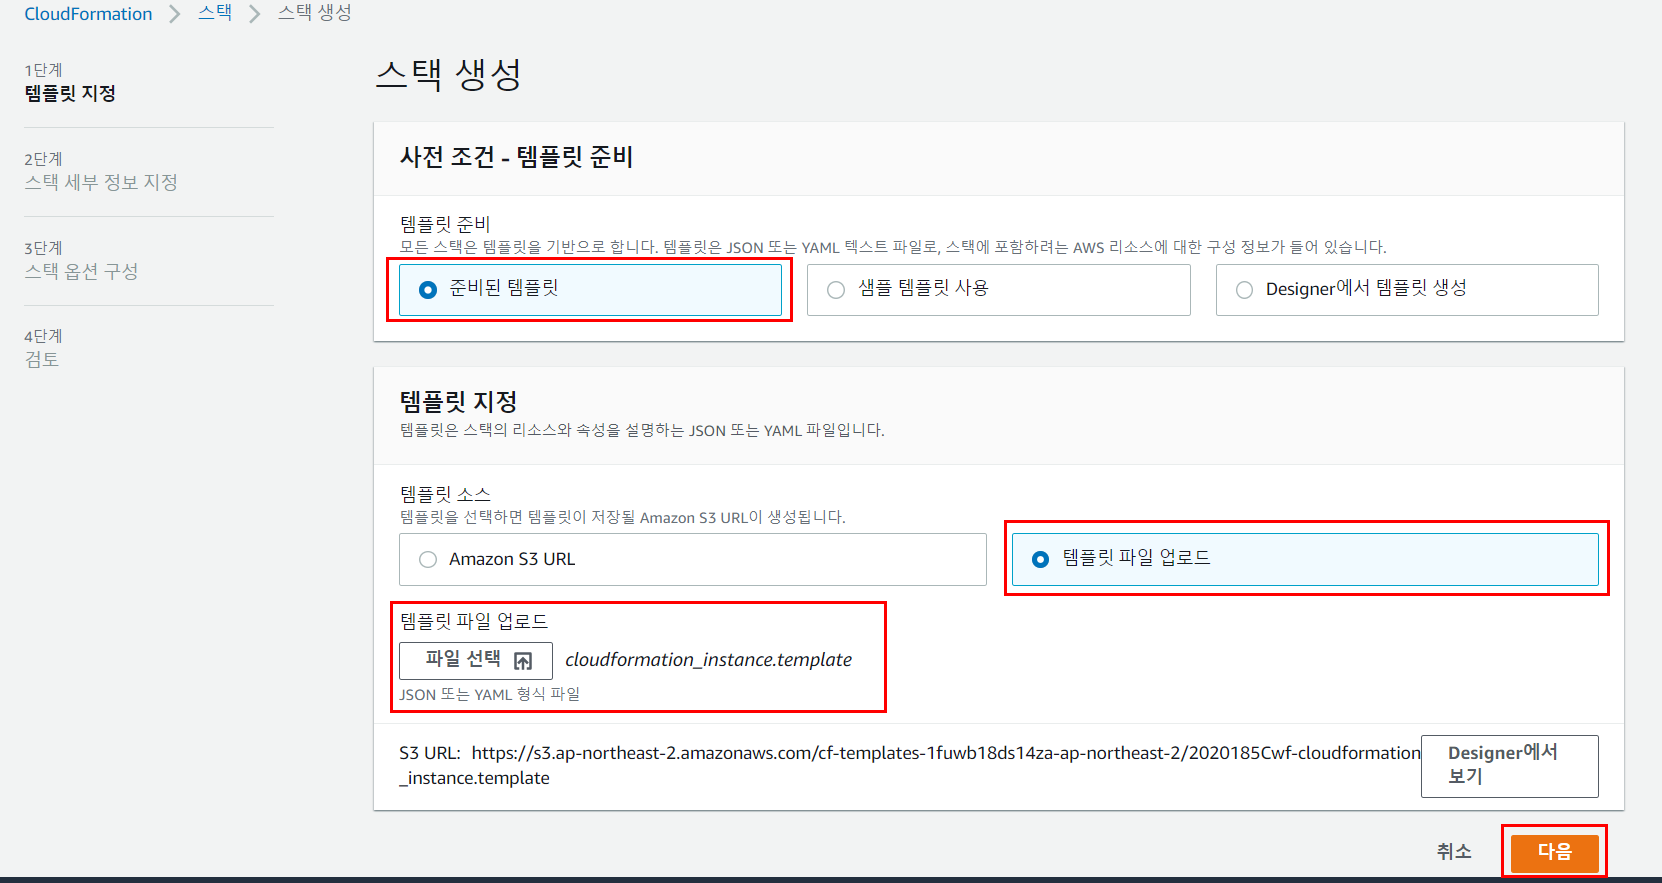 CloudFormation > 스택 > 스택 생성
1단계
템플릿 지정
2단계
스택 세부 정보 지정
3단계
스택 옵션 구성
4단계
검토
스택 생성
사전 조건 - 템플릿 준비
템플릿 준비
모든 스택은 템플릿을 기반으로 합니다. 템플릿은 JSON 또는 YAML 텍스트 파일로, 스택에 포함하려는 AWS 리소스에 대한 구성 정보가 들어 있습니다.
준비된 템플릿
샘플 템플릿 사용
Designer에서 템플릿 생성
템플릿 지정
템플릿은 스택의 리소스와 속성을 설명하는 JSON 또는 YAML 파일입니다.
템플릿 소스
템플릿을 선택하면 템플릿이 저장될 Amazon S3 URL이 생성됩니다.
Amazon S3 URL
템플릿 파일 업로드
템플릿 파일 업로드
파일 선택 cloudformation_instance.template
JSON 또는 YAML 형식 파일
S3 URL: https://s3.ap-northeast-2.amazonaws.com/cf-templates-1fuwb18ds14za-ap-northeast-2/2020185Cwf-cloudformation
_instance.template
Designer에서
보기
취소
다음